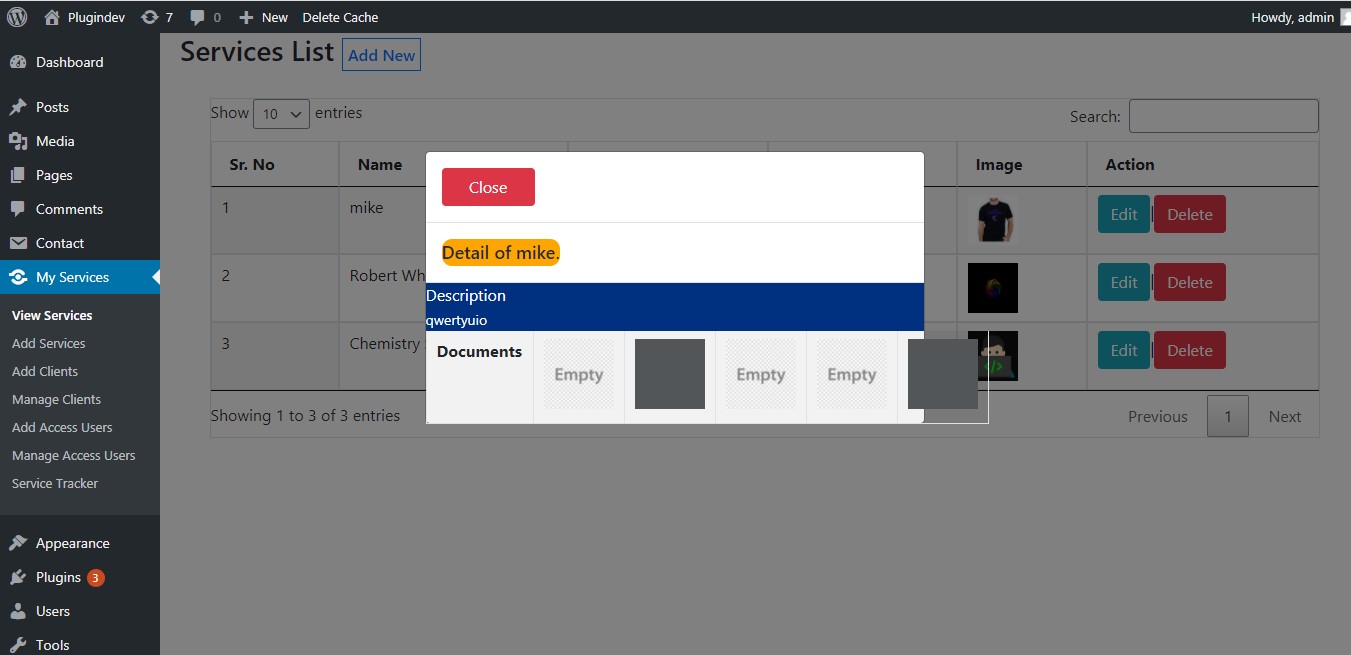 Plugindev 7 0 New Delete Cache Howdy, admin
Dashboard
Posts
Media
Pages
Comments
Contact
My Services
View Services
Add Services
Add Clients
Manage Clients
Add Access Users
Manage Access Users
Service Tracker
Appearance
Plugins 3
Users
Tools
Services List Add New
Show 10 entries Search:
Sr. No Name Image Action
1 mike Edit | Delete
2 Robert Wh Edit | Delete
3 Chemistry Edit | Delete
Showing 1 to 3 of 3 entries Previous 1 Next
Close
Detail of mike.
Description
qwertyuio
Documents Empty Empty Empty